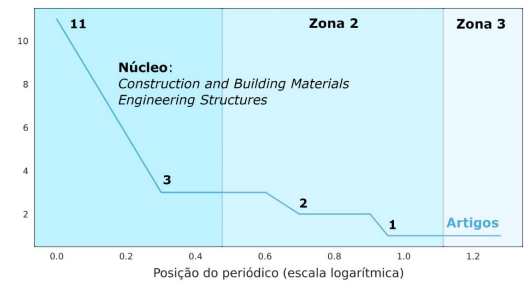 11
Zona 2
Zona 3
10
Núcleo:
8
Construction and Building Materials
Engineering Structures
6
4
3
2
2
1
Artigos
0.0
0.2
0.4
0.6
0.8
1.0
1.2
Posição do periódico (escala logarítmica)